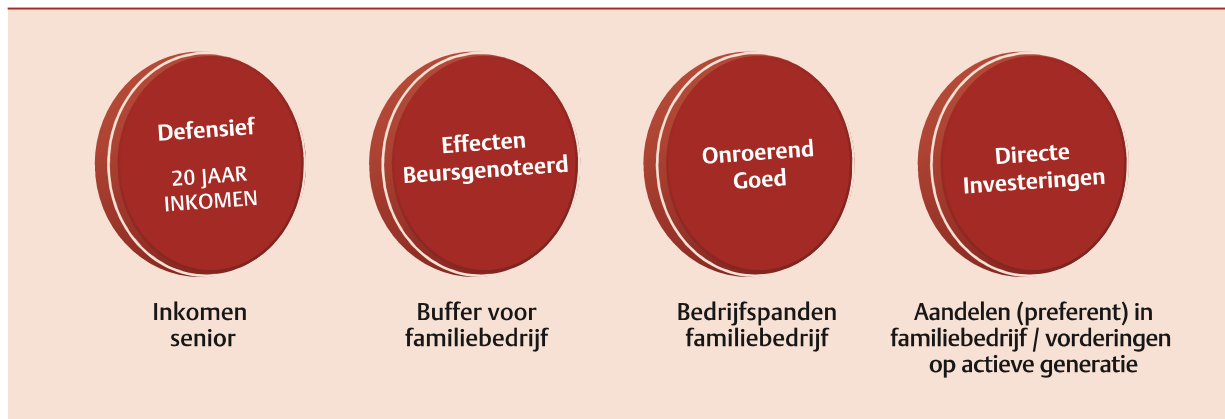 Defensief
20 JAAR
INKOMEN
Inkomen
senior
Effecten
Beursgenoteerd
Buffer voor
familiebedrijf
Onroerend
Goed
Bedrijfspanden
familiebedrijf
Directe
Investeringen
Aandelen (preferent) in
familiebedrijf / vorderingen
op actieve generatie